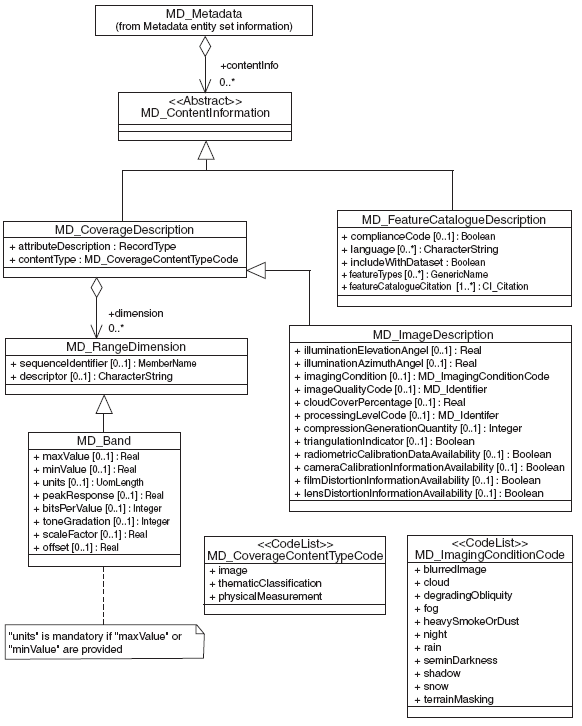 MD_Metadata
(from Metadata entity set information)
+contentInfo
0..*
<<Abstract>>
MD_ContentInformation
MD_CoverageDescription
+ attributeDescription : RecordType
+ contentType : MD_CoverageContentTypeCode
MD_FeatureCatalogueDescription
+ complianceCode [0..1] : Boolean
+ language [0..*] : CharacterString
+ includeWithDataset : Boolean
+ featureTypes [0..*] : GenericName
+ featureCatalogueCitation [1..*] : CI_Citation
+dimension
0..*
MD_RangeDimension
+ sequenceIdentifier [0..1] : MemberName
+ descriptor [0..1] : CharacterString
MD_ImageDescription
+ illuminationElevationAngel [0..1] : Real
+ illuminationAzimuthAngel [0..1] : Real
+ imagingCondition [0..1] : MD_ImagingConditionCode
+ imageQualityCode [0..1] : MD_Identifier
+ cloudCoverPercentage [0..1] : Real
+ processingLevelCode [0..1] : MD_Identifer
+ compressionGenerationQuantity [0..1] : Integer
+ triangulationIndicator [0..1] : Boolean
+ radiometricCalibrationDataAvailability [0..1] : Boolean
+ cameraCalibrationInformationAvailability [0..1] : Boolean
+ filmDistortionInformationAvailability [0..1] : Boolean
+ lensDistortionInformationAvailability [0..1] : Boolean
MD_Band
+ maxValue [0..1] : Real
+ minValue [0..1] : Real
+ units [0..1] : UomLength
+ peakResponse [0..1] : Real
+ bitsPerValue [0..1] : Integer
+ toneGradation [0..1] : Integer
+ scaleFactor [0..1] : Real
+ offset [0..1] : Real
"units" is mandatory if "maxValue" or
"minValue" are provided
<<CodeList>>
MD_CoverageContentTypeCode
+ image
+ thematicClassification
+ physicalMeasurement
<<CodeList>>
MD_ImagingConditionCode
+ blurredImage
+ cloud
+ degradingObliquity
+ fog
+ heavySmokeOrDust
+ night
+ rain
+ seminDarkness
+ shadow
+ snow
+ terrainMasking